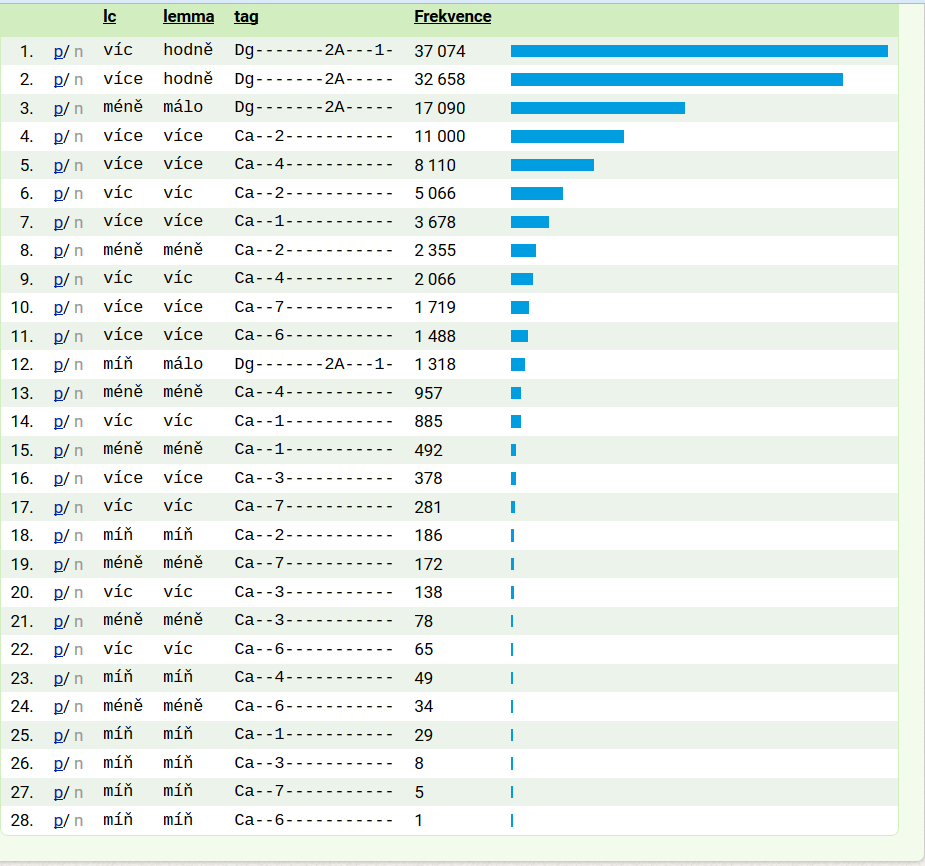 lc lemma tag Frekvence
1. p/ n víc hodně Dg-------2A---1- 37 074
2. p/ n více hodně Dg-------2A----- 32 658
3. p/ n méně málo Dg-------2A----- 17 090
4. p/ n více více Ca--2----------- 11 000
5. p/ n více více Ca--4----------- 8 110
6. p/ n víc víc Ca--2----------- 5 066
7. p/ n více více Ca--1----------- 3 678
8. p/ n méně méně Ca--2----------- 2 355
9. p/ n víc víc Ca--4----------- 2 066
10. p/ n více více Ca--7----------- 1 719
11. p/ n více více Ca--6----------- 1 488
12. p/ n míň málo Dg-------2A---1- 1 318
13. p/ n méně méně Ca--4----------- 957
14. p/ n víc víc Ca--1----------- 885
15. p/ n méně méně Ca--1----------- 492
16. p/ n více více Ca--3----------- 378
17. p/ n víc víc Ca--7----------- 281
18. p/ n míň míň Ca--2----------- 186
19. p/ n méně méně Ca--7----------- 172
20. p/ n víc víc Ca--3----------- 138
21. p/ n méně méně Ca--3----------- 78
22. p/ n víc víc Ca--6----------- 65
23. p/ n míň míň Ca--4----------- 49
24. p/ n méně méně Ca--6----------- 34
25. p/ n míň míň Ca--1----------- 29
26. p/ n míň míň Ca--3----------- 8
27. p/ n míň míň Ca--7----------- 5
28. p/ n míň míň Ca--6----------- 1